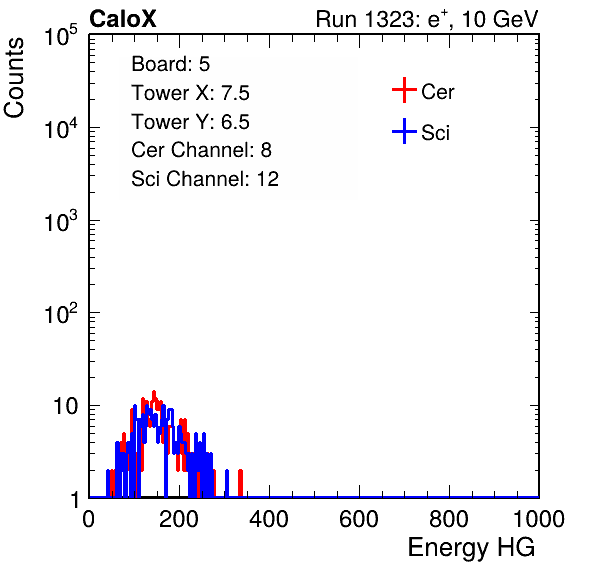 CaloX Run 1323: e⁺, 10 GeV
Counts
Board: 5
Tower X: 7.5
Tower Y: 6.5
Cer Channel: 8
Sci Channel: 12
Cer
Sci
10⁵
10⁴
10³
10²
10
1
0 200 400 600 800 1000
Energy HG